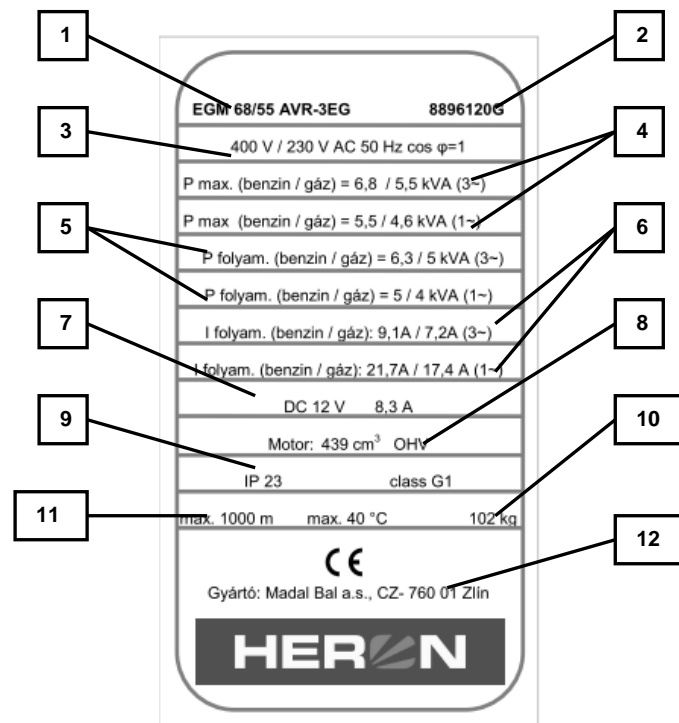 1
2
EGM 68/55 AVR-3EG 8896120G
3
400 V / 230 V AC 50 Hz cos φ=1
4
P max. (benzin / gáz) = 6,8 / 5,5 kVA (3~)
P max (benzin / gáz) = 5,5 / 4,6 kVA (1~)
5
6
P folyam. (benzin / gáz) = 6,3 / 5 kVA (3~)
P folyam. (benzin / gáz) = 5 / 4 kVA (1~)
7
8
I folyam. (benzin / gáz): 9,1A / 7,2A (3~)
I folyam. (benzin / gáz): 21,7A / 17,4 A (1~)
DC 12 V 8,3 A
9
10
Motor: 439 cm³ OHV
IP 23 class G1
11
max. 1000 m max. 40 °C 102 kg
12
CE
Gyártó: Madal Bal a.s., CZ- 760 01 Zlín
HERON